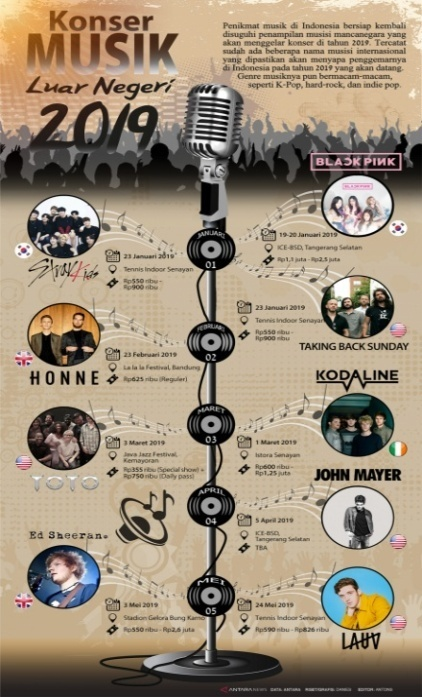 Konser
MUSIK
Luar Negeri
2019
Penikmat musik di Indonesia bersiap kembali
disuguhi penampilan musisi mancanegara yang
akan menggelar konser di tahun 2019. Tercatat
sudah ada beberapa nama musisi internasional
yang dipastikan akan menyapa penggemarnya
di Indonesia pada tahun 2019 yang akan datang.
Genre musiknya pun bermacam-macam,
seperti K-Pop, hard-rock, dan indie pop.
BLACKPINK
BLACKPINK
JANUARI
01
19-20 Januari 2019
ICE-BSD, Tangerang Selatan
Rp1,1 juta - Rp2,5 juta
Stray Kids
23 Januari 2019
Tennis Indoor Senayan
Rp550 ribu -
Rp900 ribu
23 Januari 2019
Tennis Indoor Senayan
Rp550 ribu -
Rp900 ribu
TAKING BACK SUNDAY
FEBRUARI
02
HONNE
23 Februari 2019
La la la Festival, Bandung
Rp625 ribu (Reguler)
KODALINE
MARET
03
1 Maret 2019
Istora Senayan
Rp600 ribu -
Rp1,25 juta
TOTO
3 Maret 2019
Java Jazz Festival,
Kemayoran
Rp355 ribu (Special show) +
Rp750 ribu (Daily pass)
JOHN MAYER
APRIL
04
5 April 2019
ICE-BSD,
Tangerang Selatan
TBA
Ed Sheeran
MEI
05
3 Mei 2019
Stadion Gelora Bung Karno
Rp550 ribu - Rp2,6 juta
24 Mei 2019
Tennis Indoor Senayan
Rp590 ribu - Rp826 ribu
LAUV
ANTARANEWS
DATA: ANTARA
EDITOR: